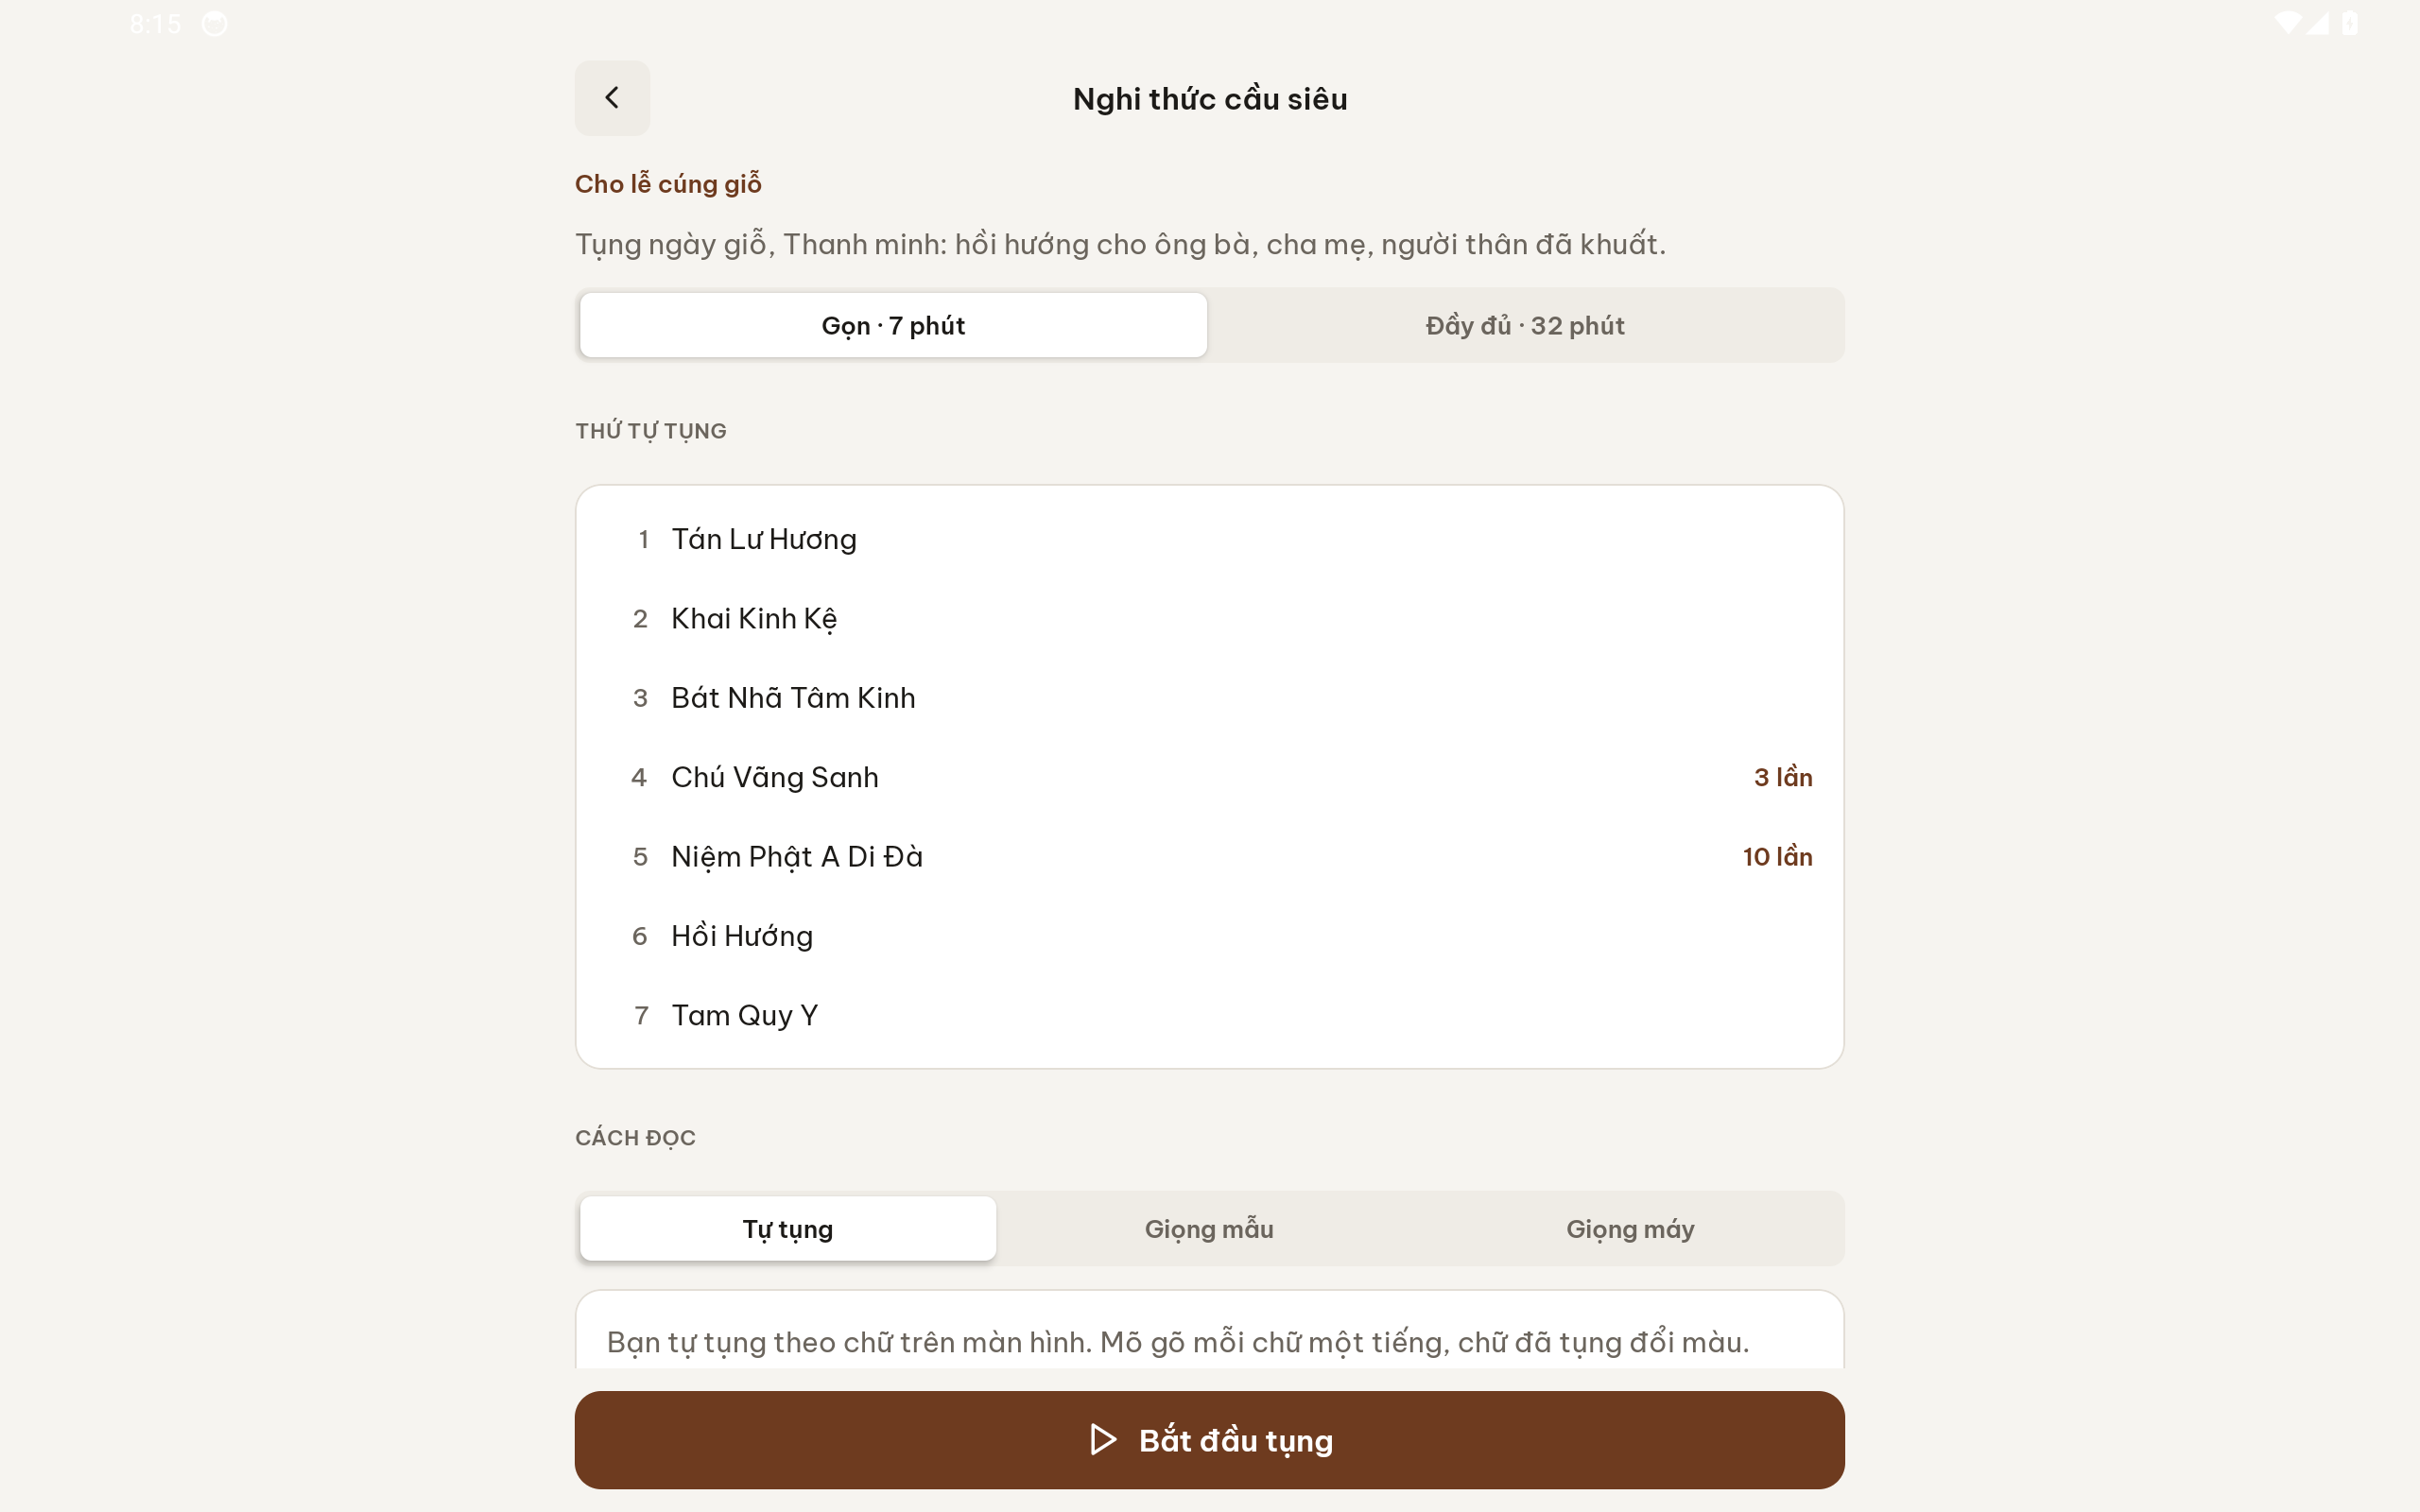 8:15
Nghi thức cầu siêu
Cho lễ cúng giỗ
Tụng ngày giỗ, Thanh minh: hồi hướng cho ông bà, cha mẹ, người thân đã khuất.
Gọn · 7 phút
Đầy đủ · 32 phút
THỨ TỰ TỤNG
1 Tán Lư Hương
2 Khai Kinh Kệ
3 Bát Nhã Tâm Kinh
4 Chú Vãng Sanh 3 lần
5 Niệm Phật A Di Đà 10 lần
6 Hồi Hướng
7 Tam Quy Y
CÁCH ĐỌC
Tự tụng
Giọng mẫu
Giọng máy
Bạn tự tụng theo chữ trên màn hình. Mõ gõ mỗi chữ một tiếng, chữ đã tụng đổi màu.
Bắt đầu tụng